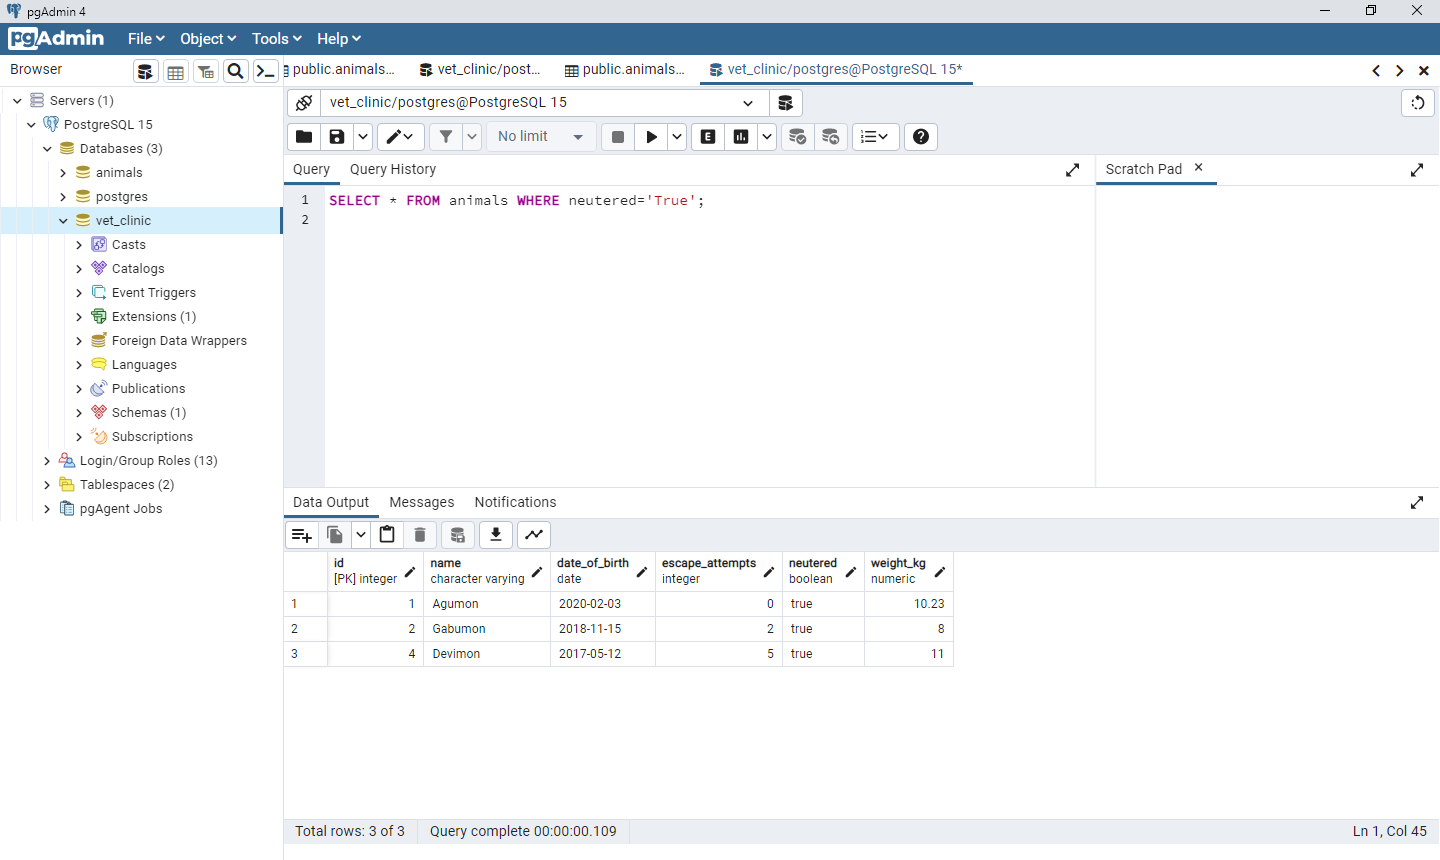 pgAdmin 4
pgAdmin File Object Tools Help
Browser
public.animals... vet_clinic/post... public.animals... vet_clinic/postgres@PostgreSQL 15*
vet_clinic/postgres@PostgreSQL 15
No limit
E
Query Query History
Scratch Pad
Servers (1)
PostgreSQL 15
Databases (3)
animals
postgres
vet_clinic
Casts
Catalogs
Event Triggers
Extensions (1)
Foreign Data Wrappers
Languages
Publications
Schemas (1)
Subscriptions
Login/Group Roles (13)
Tablespaces (2)
pgAgent Jobs
1 SELECT * FROM animals WHERE neutered='True';
2
Data Output Messages Notifications
id name date_of_birth escape_attempts neutered weight_kg
[PK] integer character varying date integer boolean numeric
1 1 Agumon 2020-02-03 0 true 10.23
2 2 Gabumon 2018-11-15 2 true 8
3 4 Devimon 2017-05-12 5 true 11
Total rows: 3 of 3 Query complete 00:00:00.109 Ln 1, Col 45